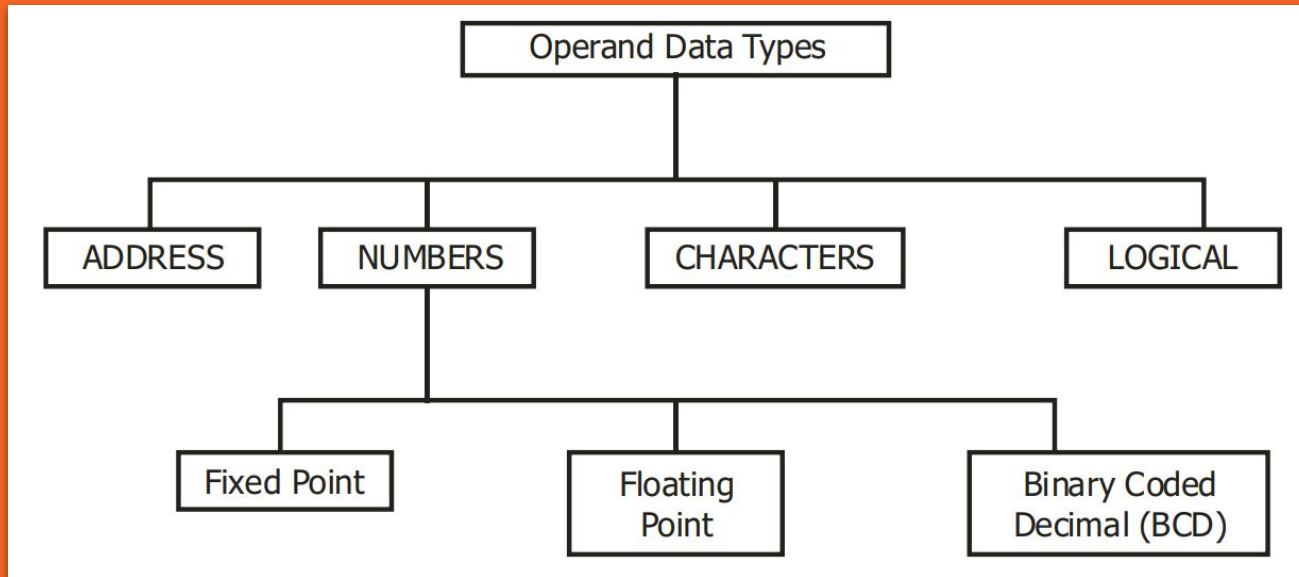 Operand Data Types
ADDRESS
NUMBERS
CHARACTERS
LOGICAL
Fixed Point
Floating
Point
Binary Coded
Decimal (BCD)